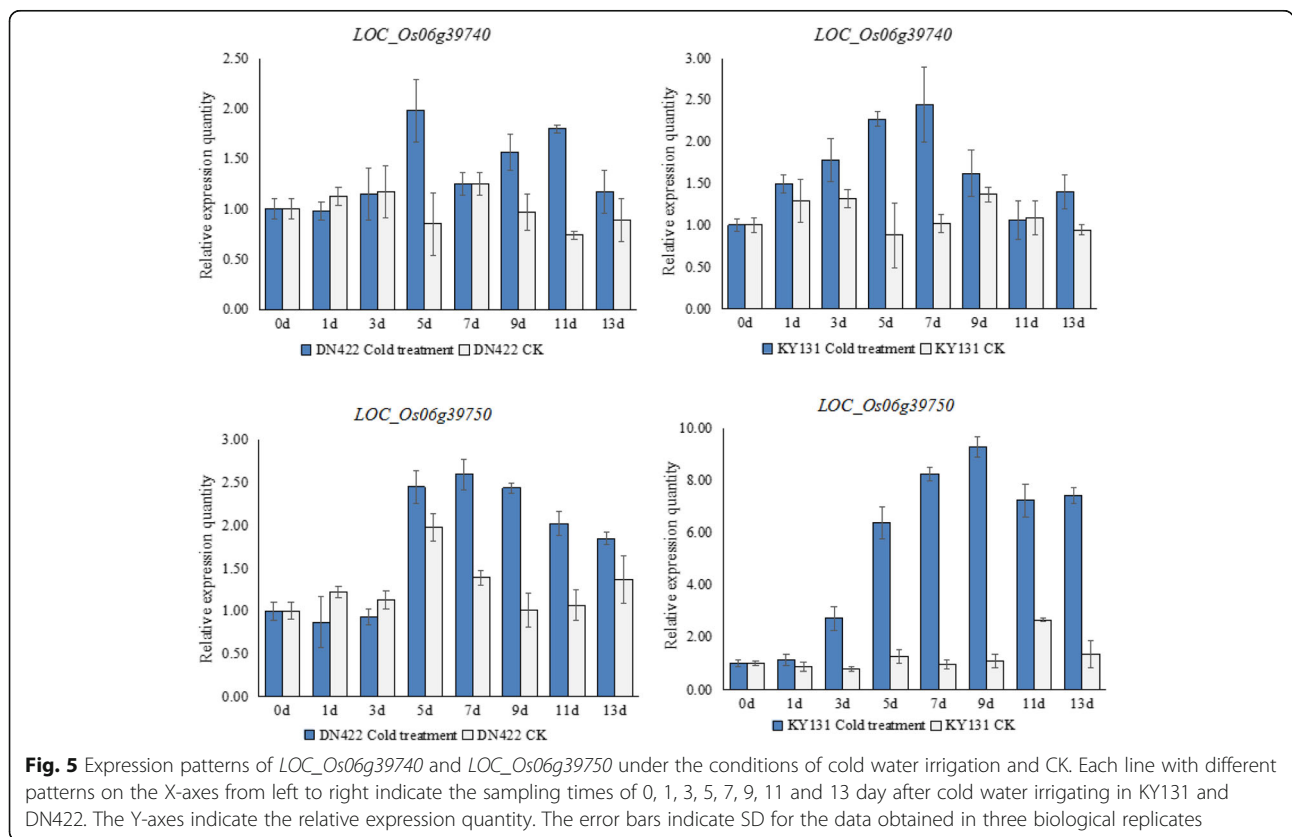 LOC_Os06g39740
Relative expression quantity
2.50
2.00
1.50
1.00
0.50
0.00
0d 1d 3d 5d 7d 9d 11d 13d
DN422 Cold treatment DN422 CK
LOC_Os06g39740
Relative expression quantity
3.00
2.50
2.00
1.50
1.00
0.50
0.00
0d 1d 3d 5d 7d 9d 11d 13d
KY131 Cold treatment KY131 CK
LOC_Os06g39750
Relative expression quantity
3.00
2.50
2.00
1.50
1.00
0.50
0.00
0d 1d 3d 5d 7d 9d 11d 13d
DN422 Cold treatment DN422 CK
LOC_Os06g39750
Relative expression quantity
10.00
8.00
6.00
4.00
2.00
0.00
0d 1d 3d 5d 7d 9d 11d 13d
KY131 Cold treatment KY131 CK
Fig. 5 Expression patterns of LOC_Os06g39740 and LOC_Os06g39750 under the conditions of cold water irrigation and CK. Each line with different
patterns on the X-axes from left to right indicate the sampling times of 0, 1, 3, 5, 7, 9, 11 and 13 day after cold water irrigating in KY131 and
DN422. The Y-axes indicate the relative expression quantity. The error bars indicate SD for the data obtained in three biological replicates